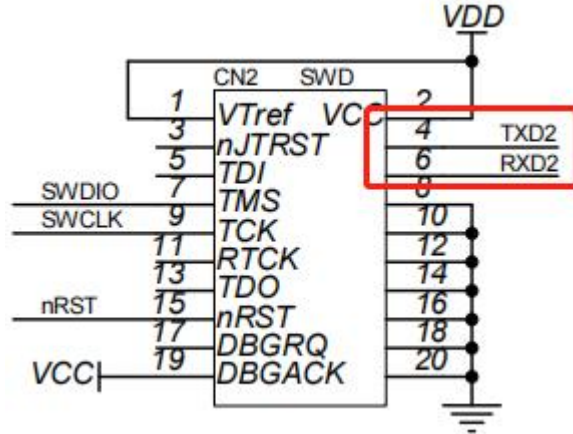 VDD
CN2 SWD
1 VTref VCC 2
3 nJTRST 4 TXD2
5 TDI 6 RXD2
SWDIO 7 TMS 8
SWCLK 9 TCK 10
11 RTCK 12
13 TDO 14
nRST 15 nRST 16
17 DBGRQ 18
VCC 19 DBGACK 20